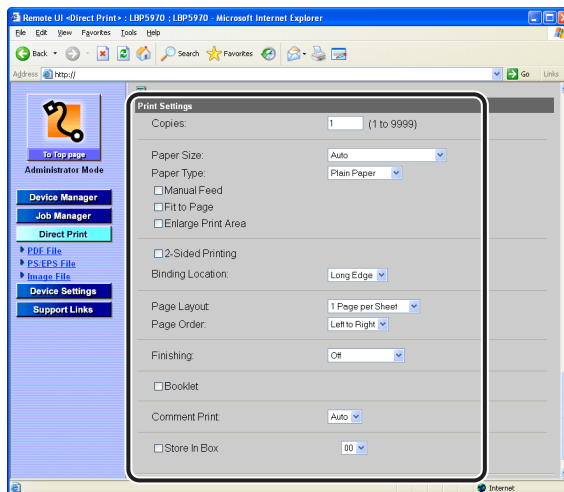 Remote UI <Direct Print> : LBP5970 ; LBP5970 - Microsoft Internet Explorer
File Edit View Favorites Tools Help
Back Search Favorites
Address http:// Go Links
To Top page
Administrator Mode
Device Manager
Job Manager
Direct Print
PDF File
PS/EPS File
Image File
Device Settings
Support Links
Print Settings
Copies: 1 (1 to 9999)
Paper Size: Auto
Paper Type: Plain Paper
Manual Feed
Fit to Page
Enlarge Print Area
2-Sided Printing
Binding Location: Long Edge
Page Layout: 1 Page per Sheet
Page Order: Left to Right
Finishing: Off
Booklet
Comment Print: Auto
Store In Box 00
Internet